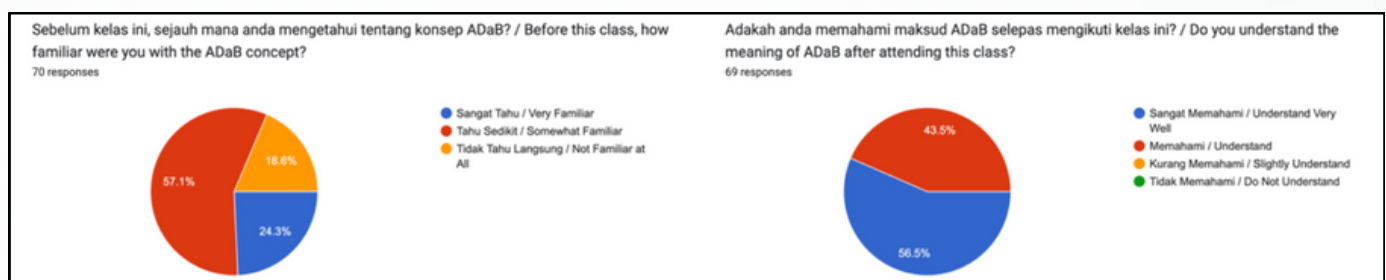 Sebelum kelas ini, sejauh mana anda mengetahui tentang konsep ADaB? / Before this class, how
familiar were you with the ADaB concept?
70 responses
Sangat Tahu / Very Familiar
Tahu Sedikit / Somewhat Familiar
Tidak Tahu Langsung / Not Familiar at
All
18.6%
57.1%
24.3%
Adakah anda memahami maksud ADaB selepas mengikuti kelas ini? / Do you understand the
meaning of ADaB after attending this class?
69 responses
Sangat Memahami / Understand Very
Well
Memahami / Understand
Kurang Memahami / Slightly Understand
Tidak Memahami / Do Not Understand
43.5%
56.5%